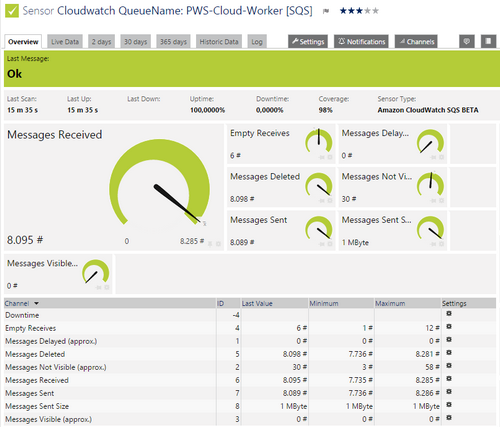 Sensor Cloudwatch QueueName: PWS-Cloud-Worker [SQS]
Overview Live Data 2 days 30 days 365 days Historic Data Log Settings Notifications Channels
Last Message:
Ok
Last Scan: Last Up: Last Down: Uptime: Downtime: Coverage: Sensor Type:
15 m 35 s 15 m 35 s 100,0000% 0,0000% 98% Amazon CloudWatch SQS BETA
Messages Received
8.095 #
0 8.285 #
Empty Receives
6 #
Messages Delay...
0 #
Messages Deleted
8.098 #
Messages Not Vi...
30 #
Messages Sent
8.089 #
Messages Sent S...
1 MByte
Messages Visible...
0 #
Channel ID Last Value Minimum Maximum Settings
Downtime -4
Empty Receives 4 6 # 1 # 12 #
Messages Delayed (approx.) 1 0 # 0 # 0 #
Messages Deleted 5 8.098 # 7.736 # 8.281 #
Messages Not Visible (approx.) 2 30 # 3 # 58 #
Messages Received 6 8.095 # 7.735 # 8.285 #
Messages Sent 7 8.089 # 7.736 # 8.286 #
Messages Sent Size 8 1 MByte 1 MByte 1 MByte
Messages Visible (approx.) 3 0 # 0 # 0 #